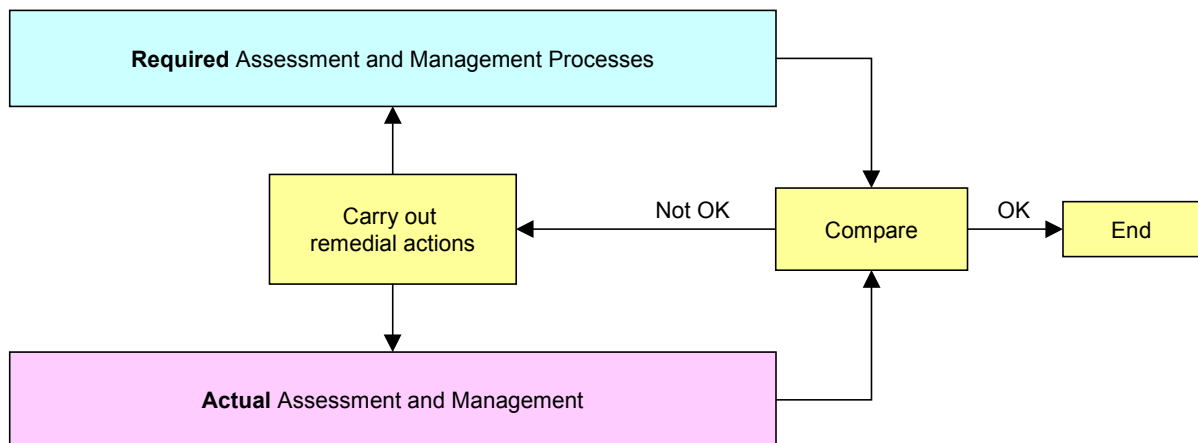 Required Assessment and Management Processes
Carry out
remedial actions
Not OK
Compare
OK
End
Actual Assessment and Management